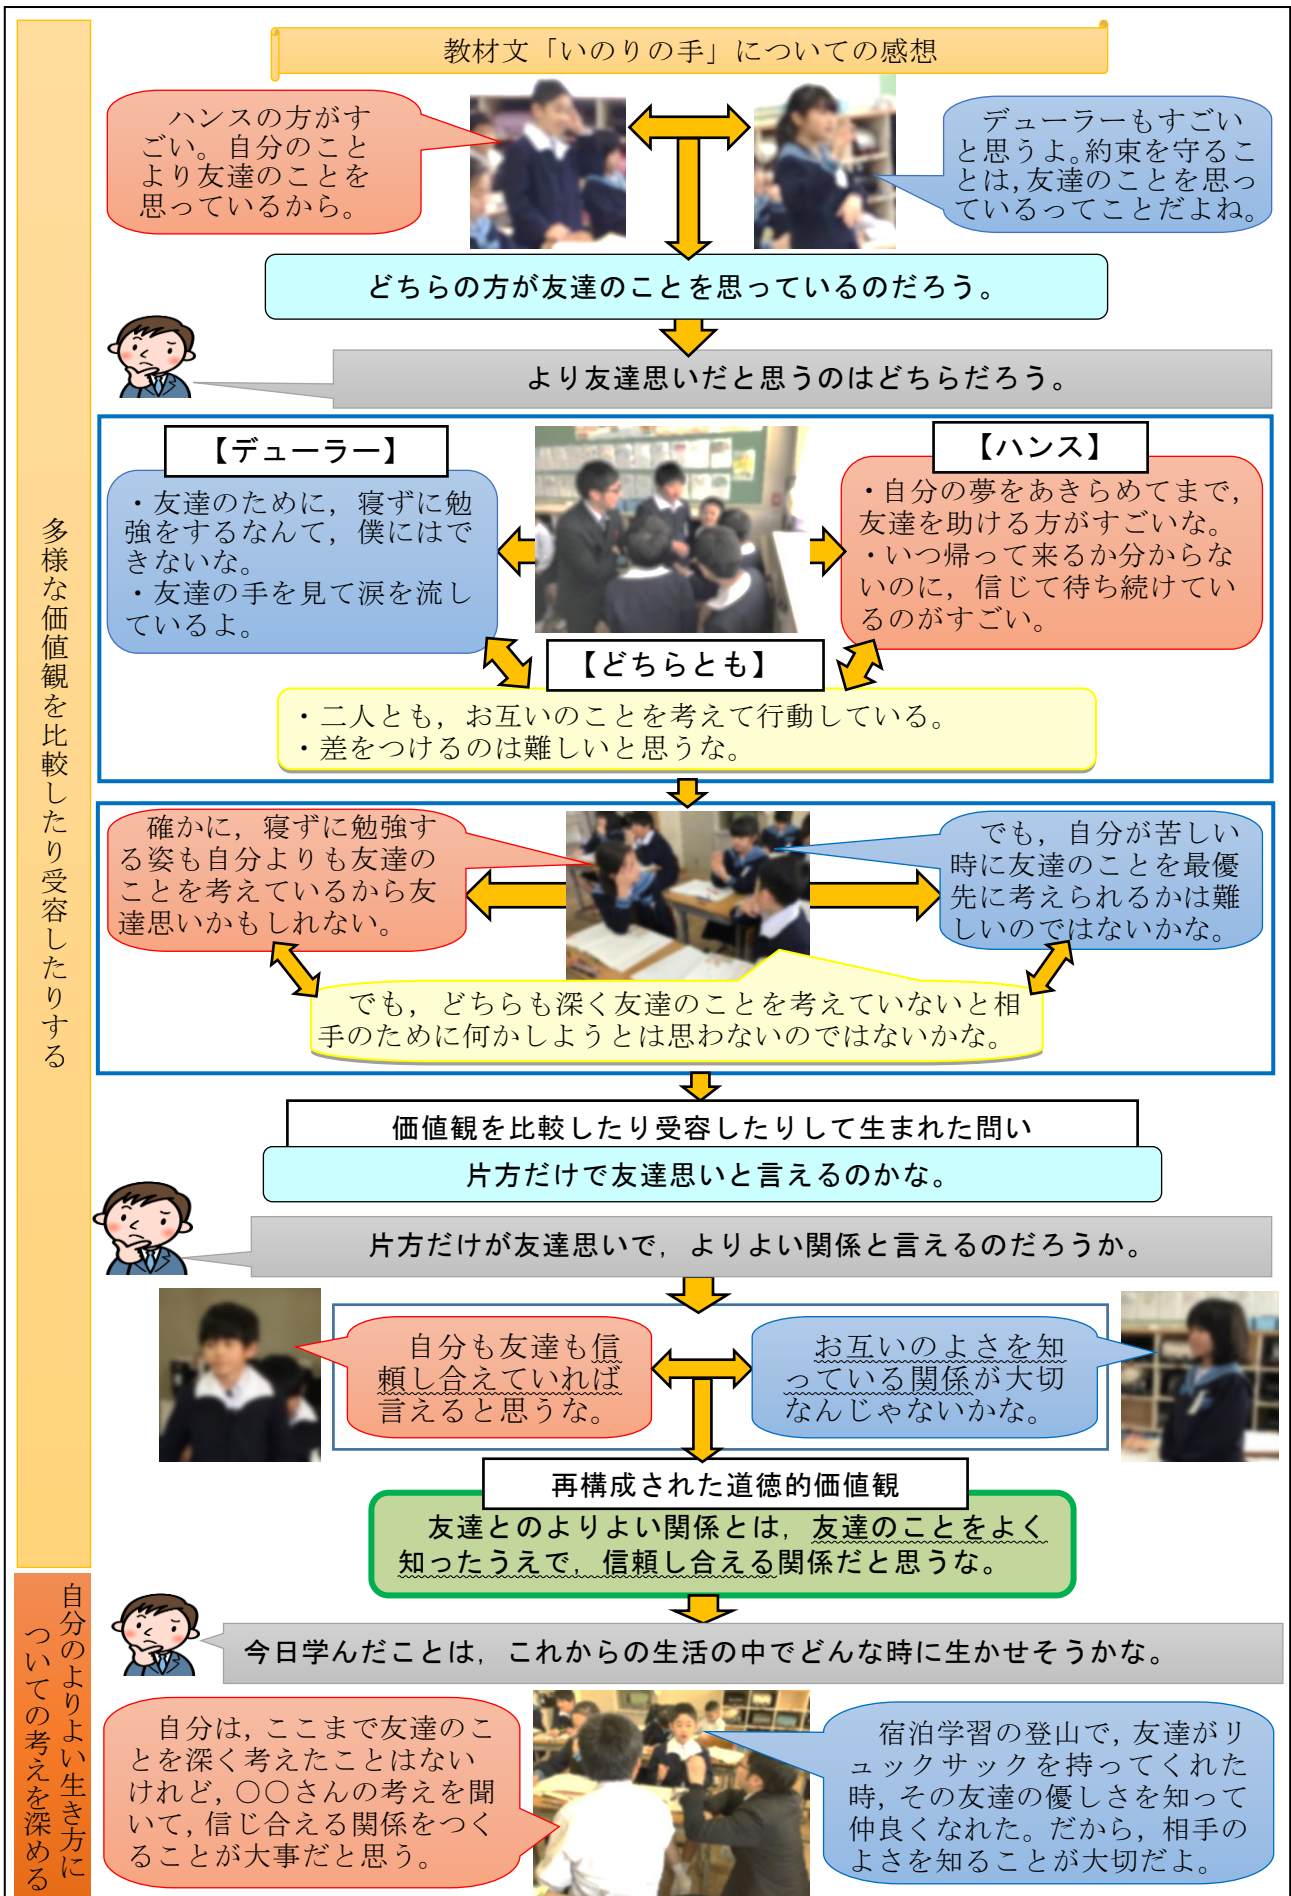 教材文「いのりの手」についての感想
ハンスの方がす
ごい。自分のこと
より友達のことを
思っているから。
デューラーもすごい
と思うよ。約束を守るこ
とは，友達のことを思っ
ているってことだよね。
どちらの方が友達のことを思っているのだろう。
より友達思いだと思うのはどちらだろう。
【デューラー】
・友達のために，寝ずに勉
強をするなんて，僕にはで
きないな。
・友達の手を見て涙を流し
ているよ。
【ハンス】
・自分の夢をあきらめてまで，
友達を助ける方がすごいな。
・いつ帰って来るか分からな
いのに，信じて待ち続けてい
るのがすごい。
【どちらとも】
・二人とも，お互いのことを考えて行動している。
・差をつけるのは難しいと思うな。
確かに，寝ずに勉強す
る姿も自分よりも友達の
ことを考えているから友
達思いかもしれない。
でも，自分が苦しい
時に友達のことを最優
先に考えられるかは難
しいのではないかな。
でも，どちらも深く友達のことを考えていないと相
手のために何かしようとは思わないのではないかな。
価値観を比較したり受容したりして生まれた問い
片方だけで友達思いと言えるのかな。
片方だけが友達思いで，よりよい関係と言えるのだろうか。
自分も友達も信
頼し合えていれば
言えると思うな。
お互いのよさを知
っている関係が大切
なんじゃないかな。
再構成された道徳的価値観
友達とのよりよい関係とは，友達のことをよく
知ったうえで，信頼し合える関係だと思うな。
多様な価値観を比較したり受容したりする
今日学んだことは，これからの生活の中でどんな時に生かせそうかな。
自分は，ここまで友達のこ
とを深く考えたことはない
けれど，〇〇さんの考えを聞
いて，信じ合える関係をつく
ることが大事だと思う。
宿泊学習の登山で，友達がリ
ュックサックを持ってくれた
時，その友達の優しさを知って
仲良くなれた。だから，相手の
よさを知ることが大切だよ。
自分のよりよい生き方に
ついての考えを深める